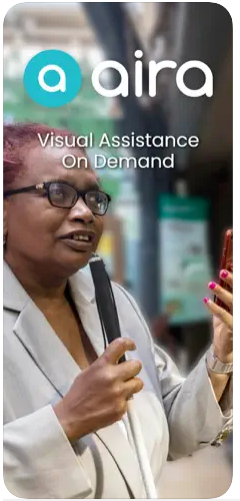 a aira
Visual Assistance
On Demand